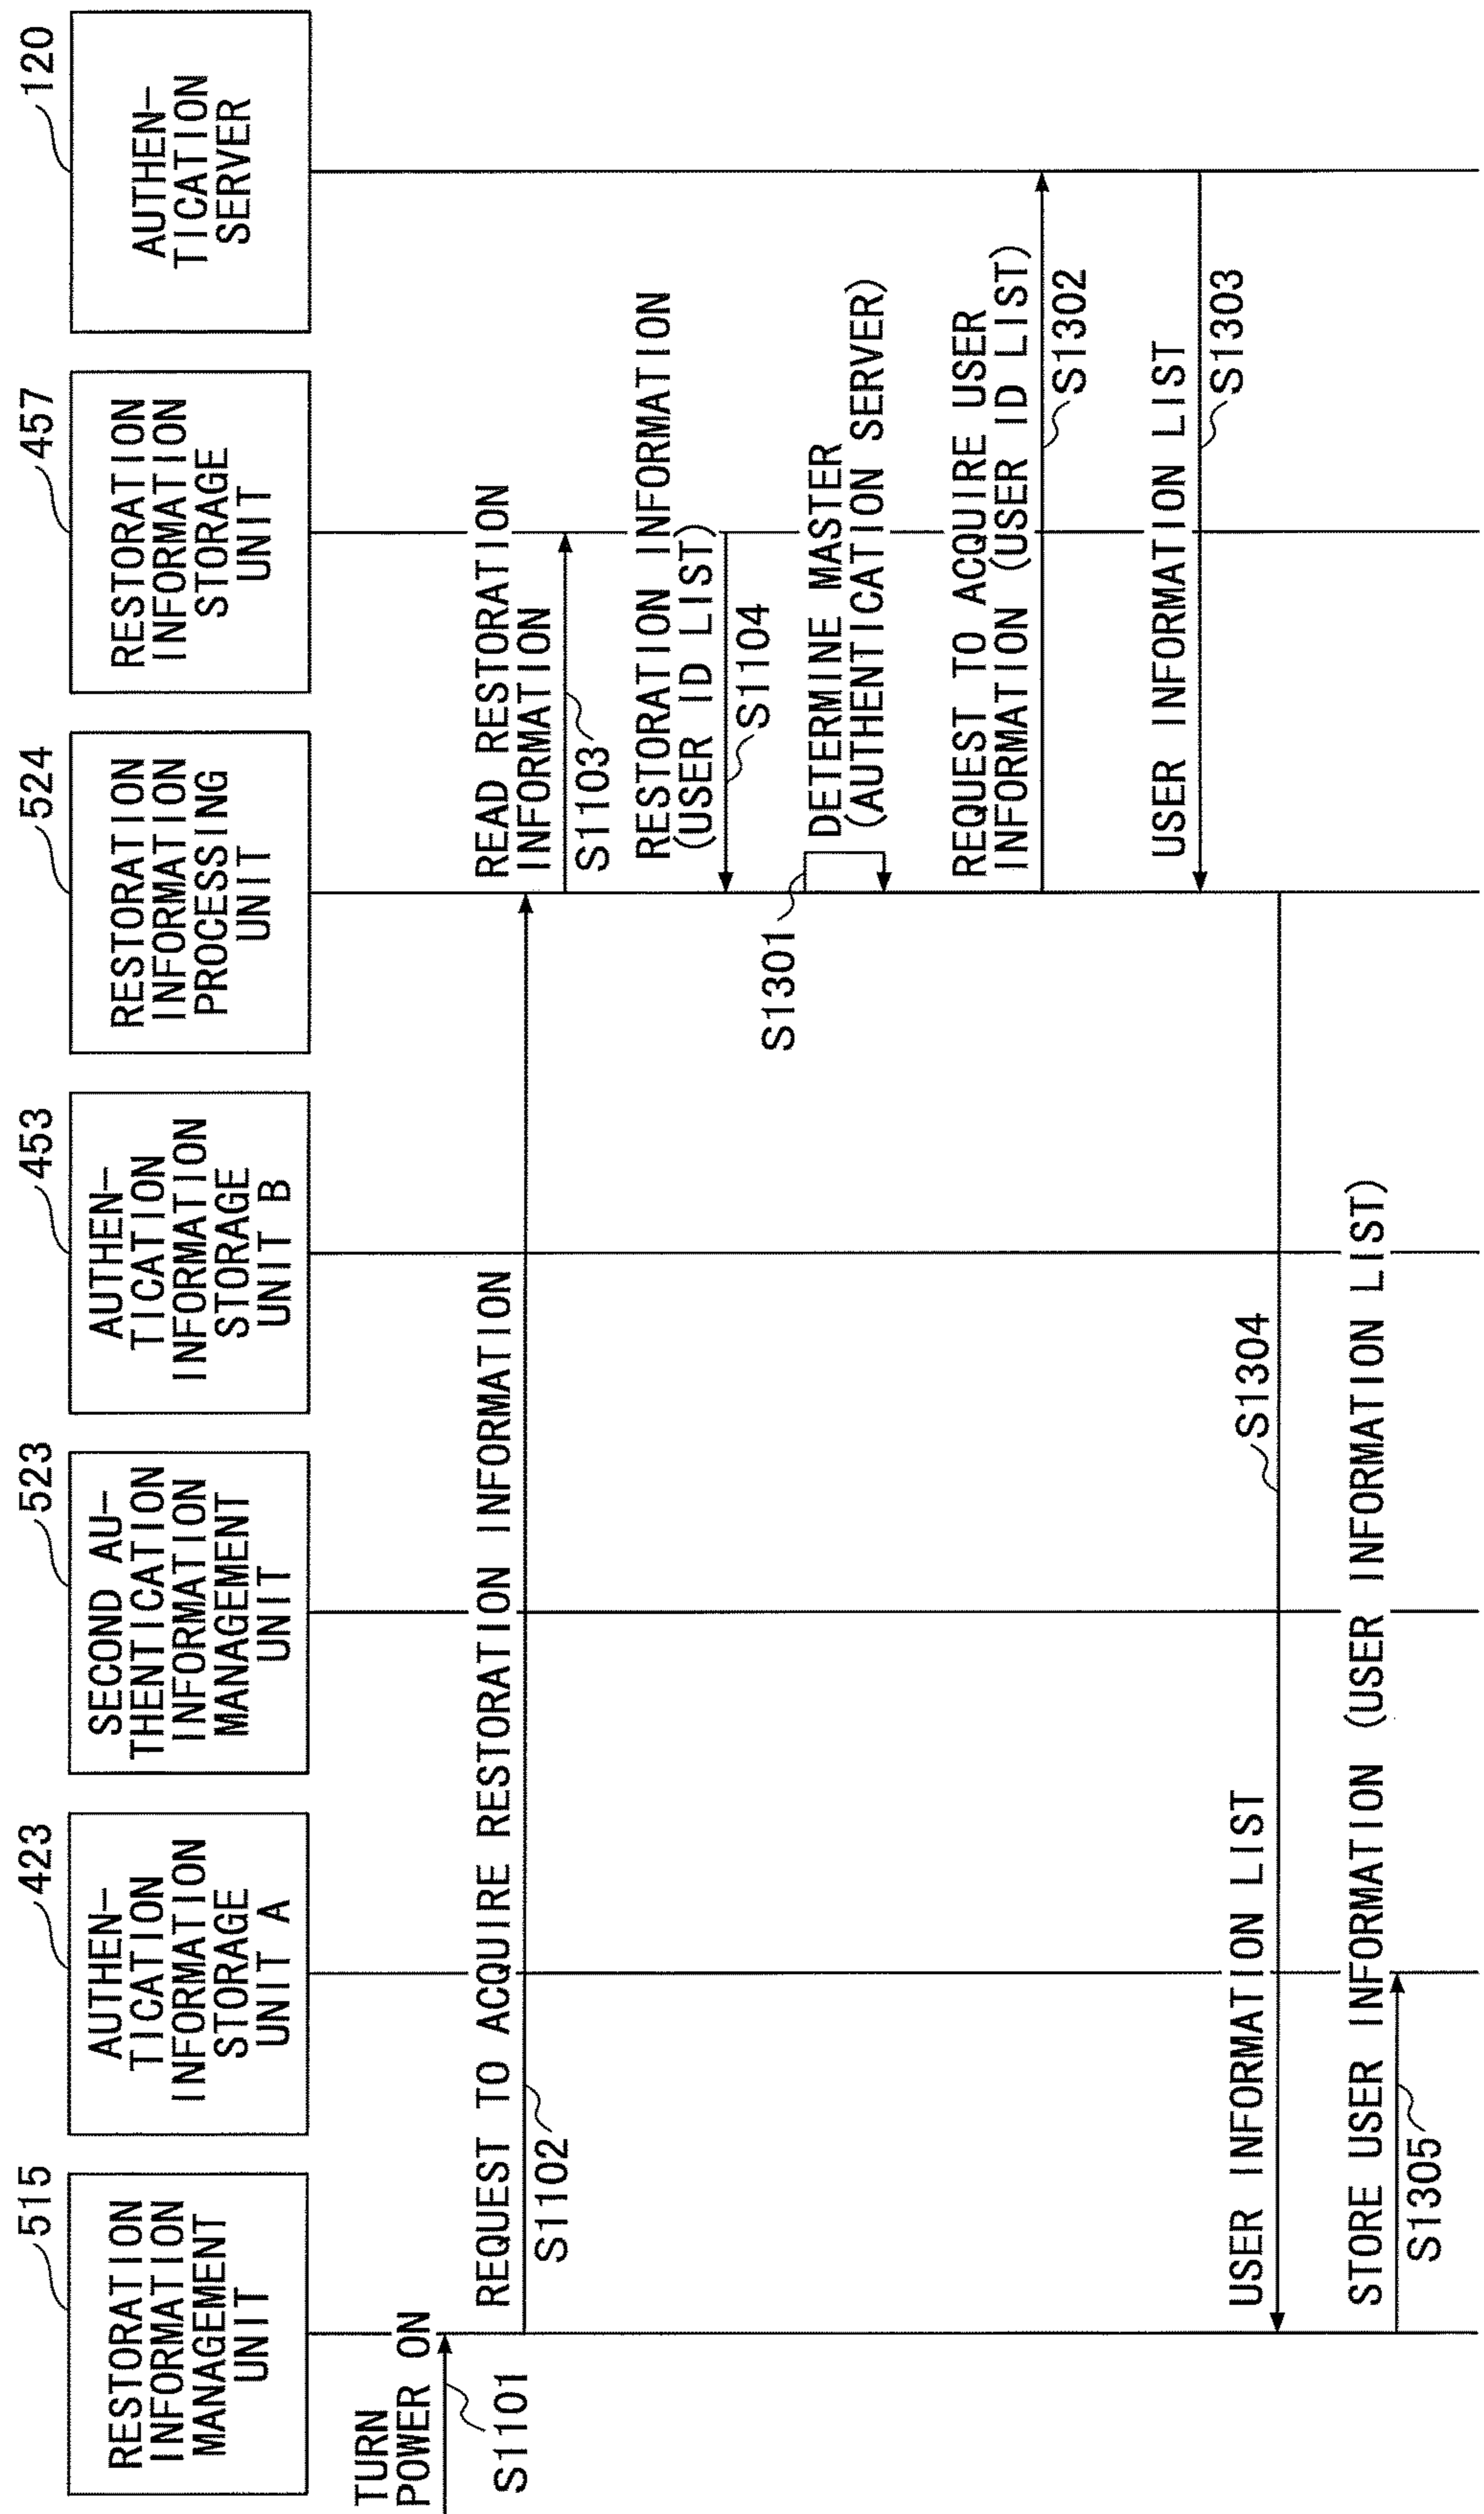 515
RESTORATION
INFORMATION
MANAGEMENT
UNIT
423
AUTHEN-
TICATION
INFORMATION
STORAGE
UNIT A
523
SECOND AU-
THENTICATION
INFORMATION
MANAGEMENT
UNIT
453
AUTHEN-
TICATION
INFORMATION
STORAGE
UNIT B
524
RESTORATION
INFORMATION
PROCESSING
UNIT
457
RESTORATION
INFORMATION
STORAGE
UNIT
120
AUTHEN-
TICATION
SERVER
TURN
POWER ON
S1101
REQUEST TO ACQUIRE RESTORATION INFORMATION
S1102
READ RESTORATION
INFORMATION
S1103
RESTORATION INFORMATION
(USER ID LIST)
S1104
S1301
DETERMINE MASTER
(AUTHENTICATION SERVER)
REQUEST TO ACQUIRE USER
INFORMATION (USER ID LIST)
S1302
USER INFORMATION LIST
S1303
USER INFORMATION LIST
S1304
STORE USER INFORMATION (USER INFORMATION LIST)
S1305